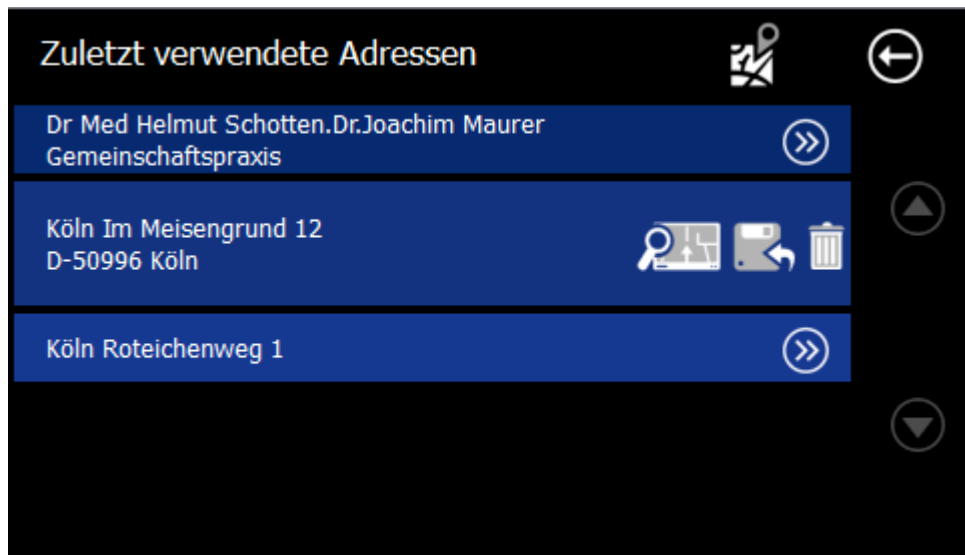 Zuletzt verwendete Adressen
Dr Med Helmut Schotten.Dr.Joachim Maurer
Gemeinschaftspraxis
Köln Im Meisengrund 12
D-50996 Köln
Köln Roteichenweg 1